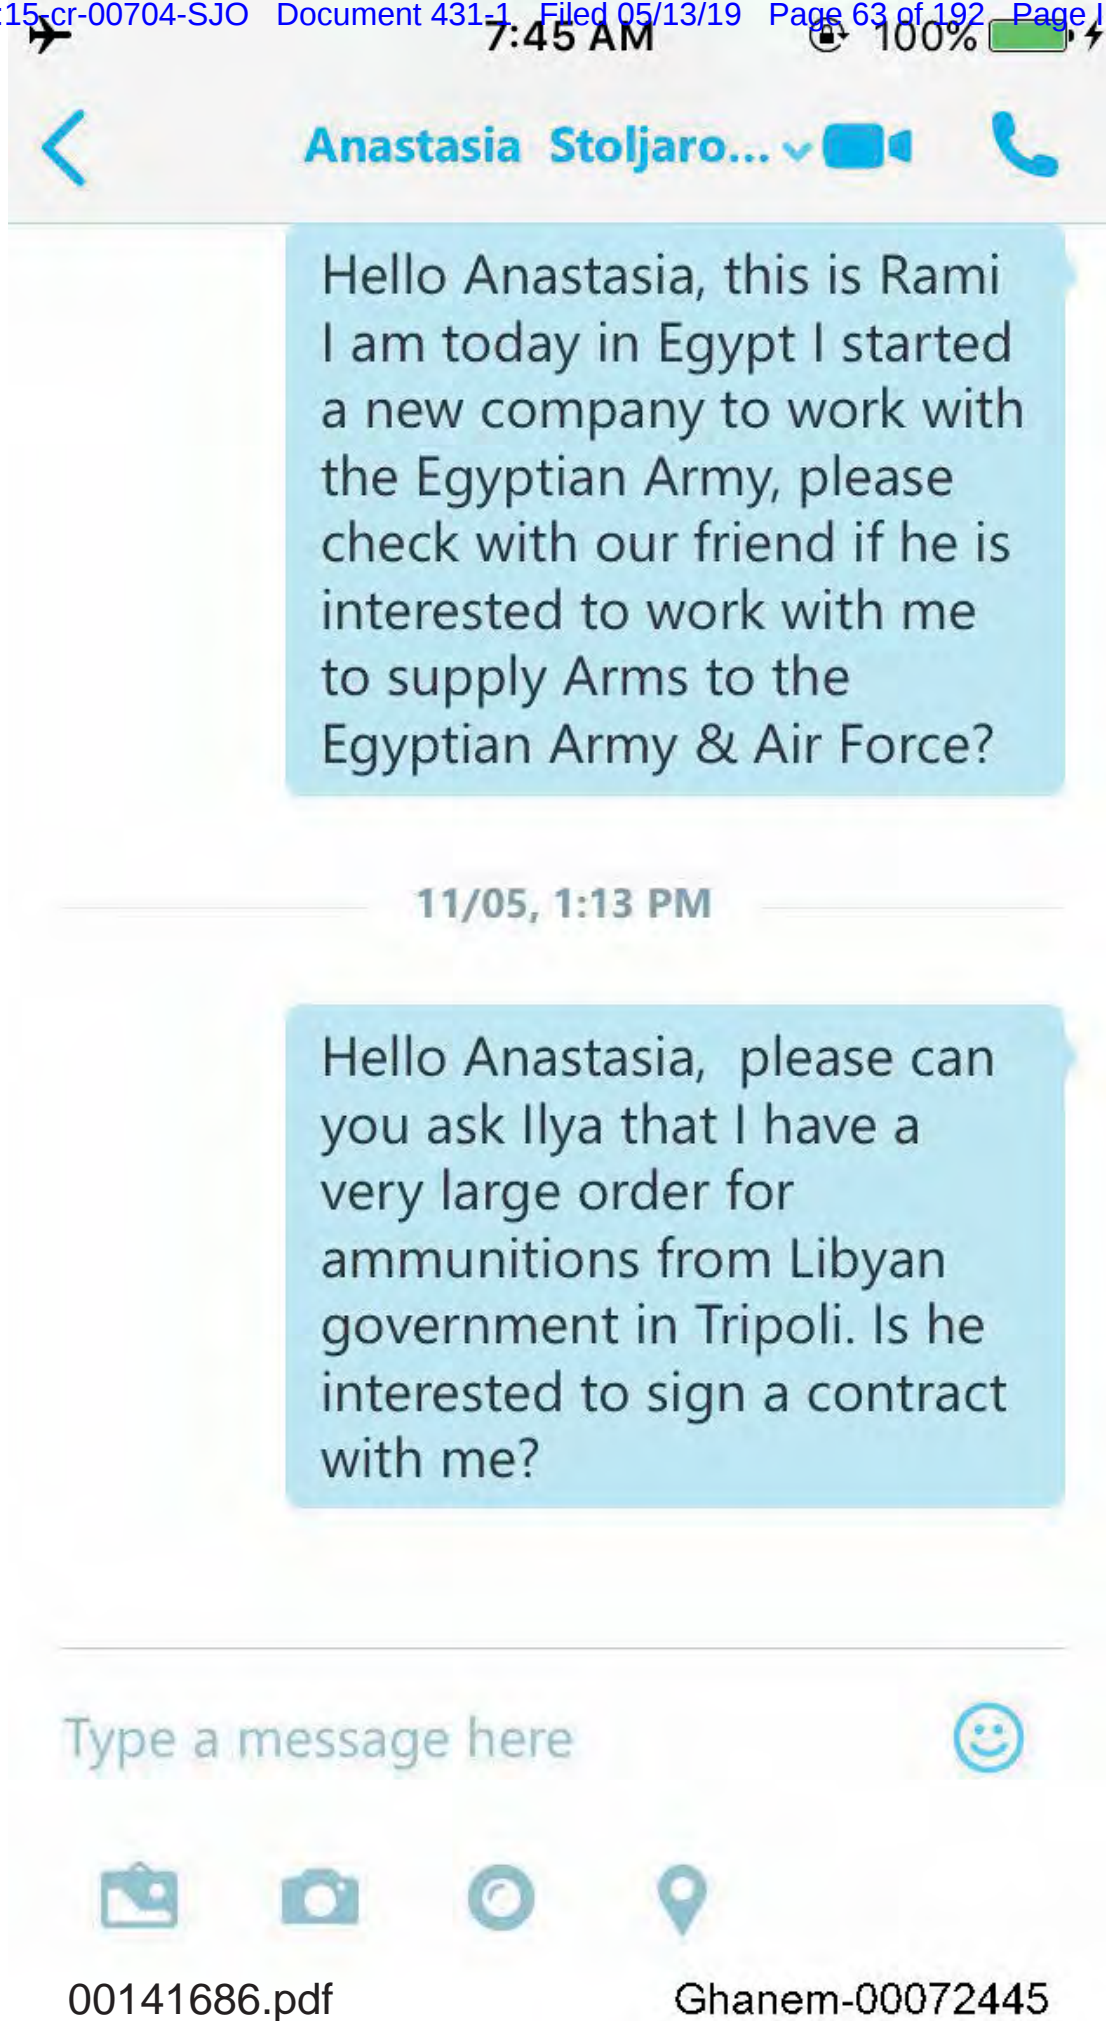 :15-cr-00704-SJO Document 431-1 Filed 05/13/19 Page 63 of 192 Page I
7:45 AM 100%
Anastasia Stoljaro...
Hello Anastasia, this is Rami
I am today in Egypt I started
a new company to work with
the Egyptian Army, please
check with our friend if he is
interested to work with me
to supply Arms to the
Egyptian Army & Air Force?
11/05, 1:13 PM
Hello Anastasia, please can
you ask Ilya that I have a
very large order for
ammunitions from Libyan
government in Tripoli. Is he
interested to sign a contract
with me?
Type a message here
00141686.pdf Ghanem-00072445